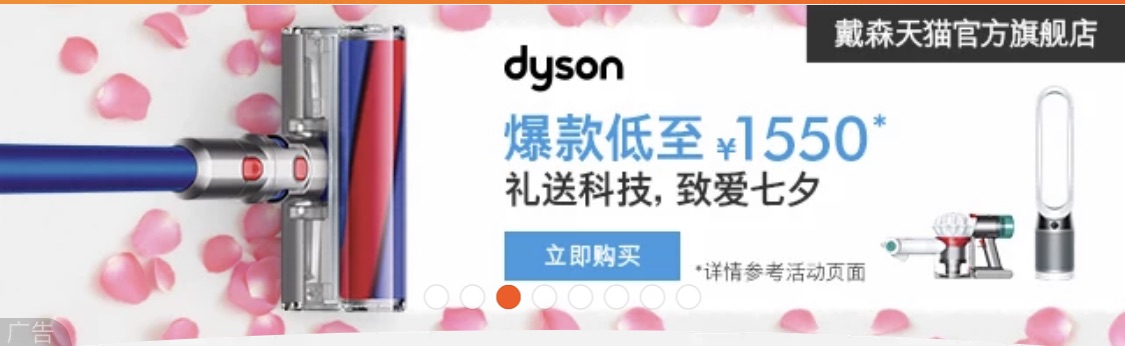 戴森天猫官方旗舰店
dyson
爆款低至 ¥1550*
礼送科技, 致爱七夕
立即购买
*详情参考活动页面
广告